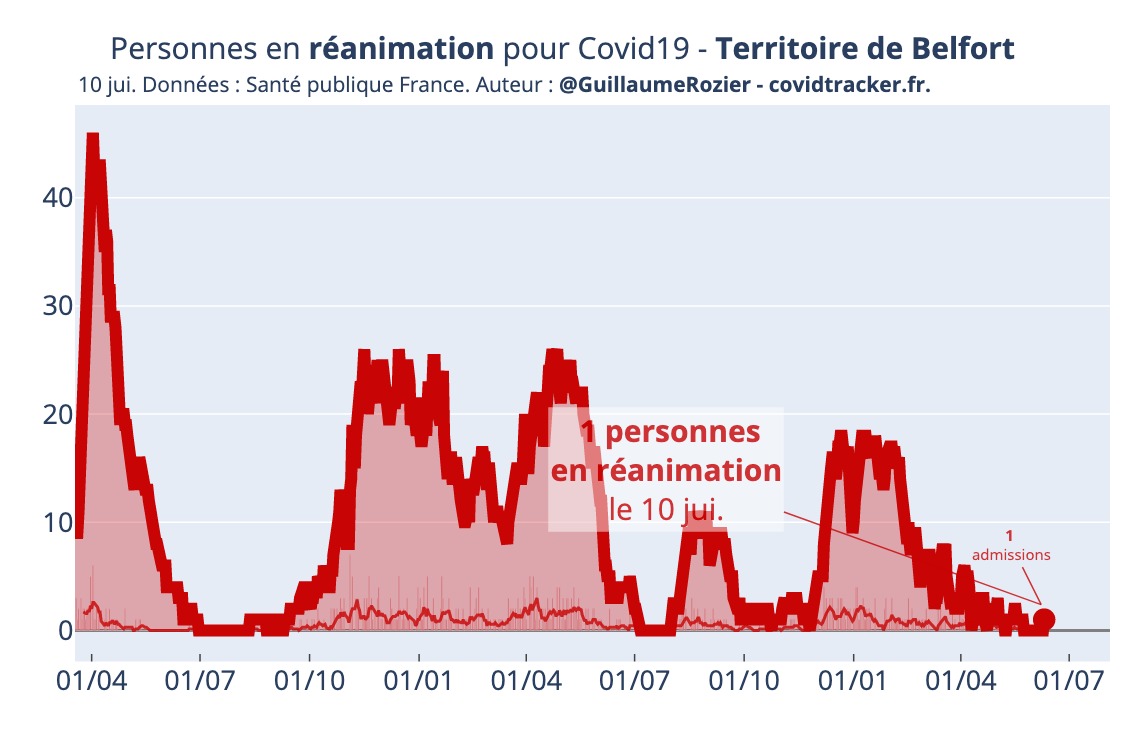 Personnes en réanimation pour Covid19 - Territoire de Belfort
10 jui. Données : Santé publique France. Auteur : @GuillaumeRozier - covidtracker.fr.
40
30
20
10
0
1 personnes
en réanimation
le 10 jui.
1
admissions
01/04 01/07 01/10 01/01 01/04 01/07 01/10 01/01 01/04 01/07